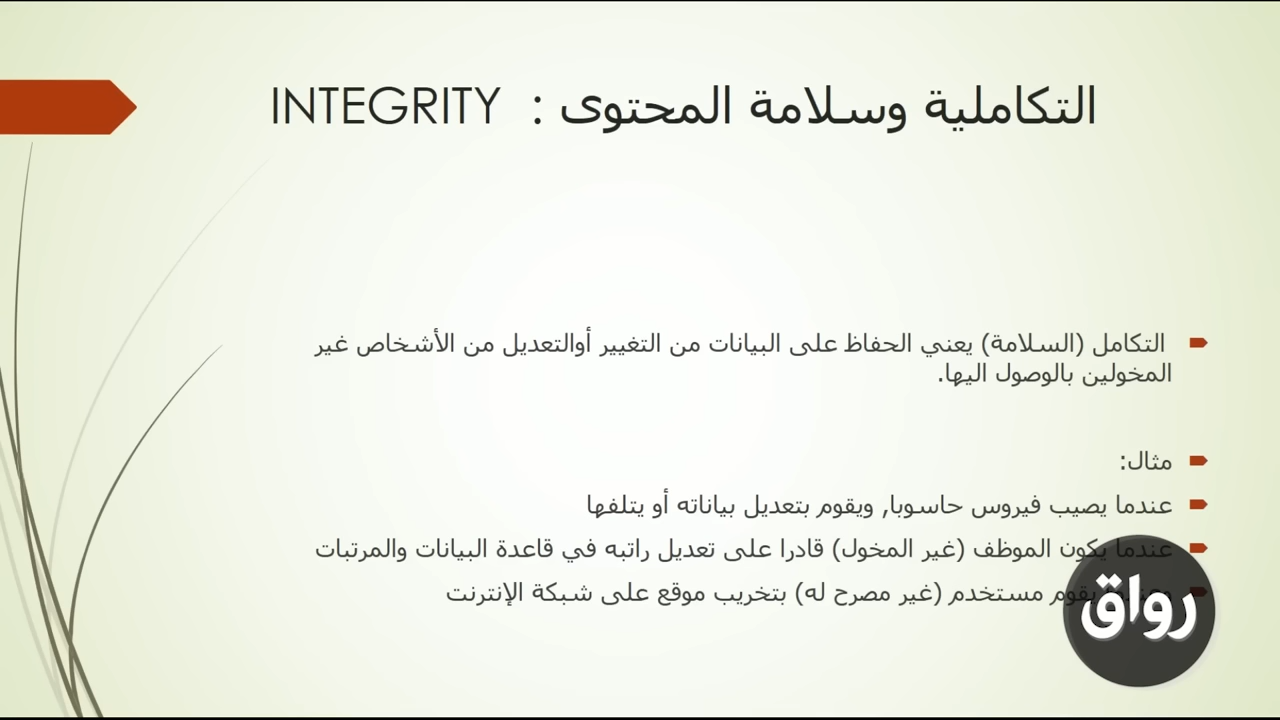 التكاملية وسلامة المحتوى : INTEGRITY
التكامل (السلامة) يعني الحفاظ على البيانات من التغيير أوالتعديل من الأشخاص غير
المخولين بالوصول اليها.
مثال:
عندما يصيب فيروس حاسوبا, ويقوم بتعديل بياناته أو يتلفها
عندما يكون الموظف (غير المخول) قادرا على تعديل راتبه في قاعدة البيانات والمرتبات
يقوم مستخدم (غير مصرح له) بتخريب موقع على شبكة الإنترنت
رواق